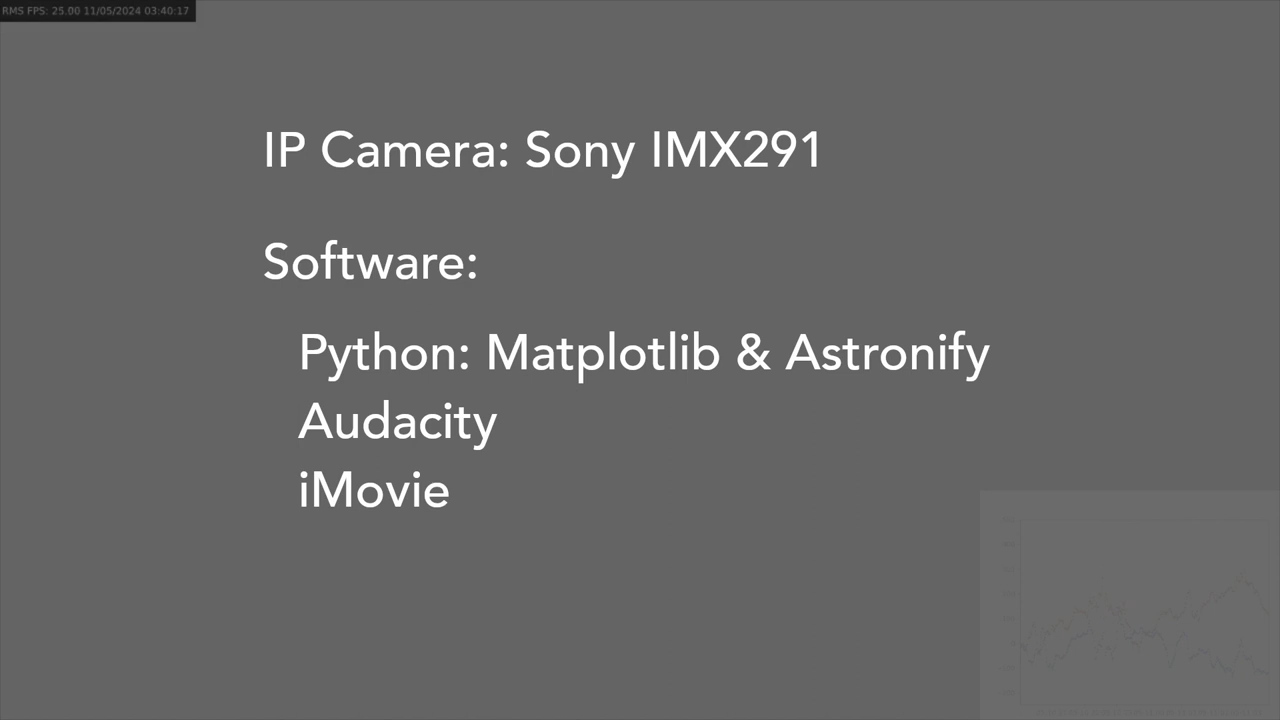 RMS FPS: 25.00 11/05/2024 03:40:17
IP Camera: Sony IMX291
Software:
Python: Matplotlib & Astronify
Audacity
iMovie